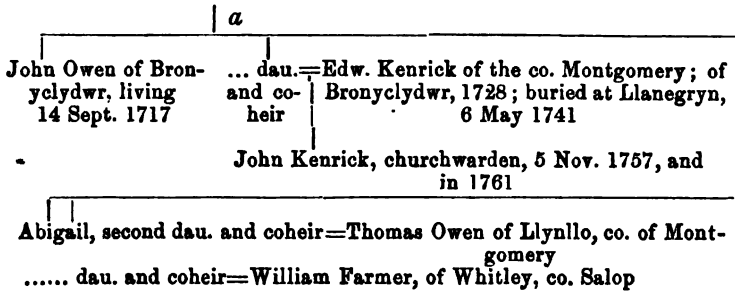 a
John Owen of Bron-
yclydwr, living
14 Sept. 1717
... dau.=Edw. Kenrick of the co. Montgomery; of
and co- Bronyclydwr, 1728; buried at Llanegryn,
heir 6 May 1741
John Kenrick, churchwarden, 5 Nov. 1757, and
in 1761
Abigail, second dau. and coheir=Thomas Owen of Llynllo, co. of Mont-
gomery
...... dau. and coheir=William Farmer, of Whitley, co. Salop